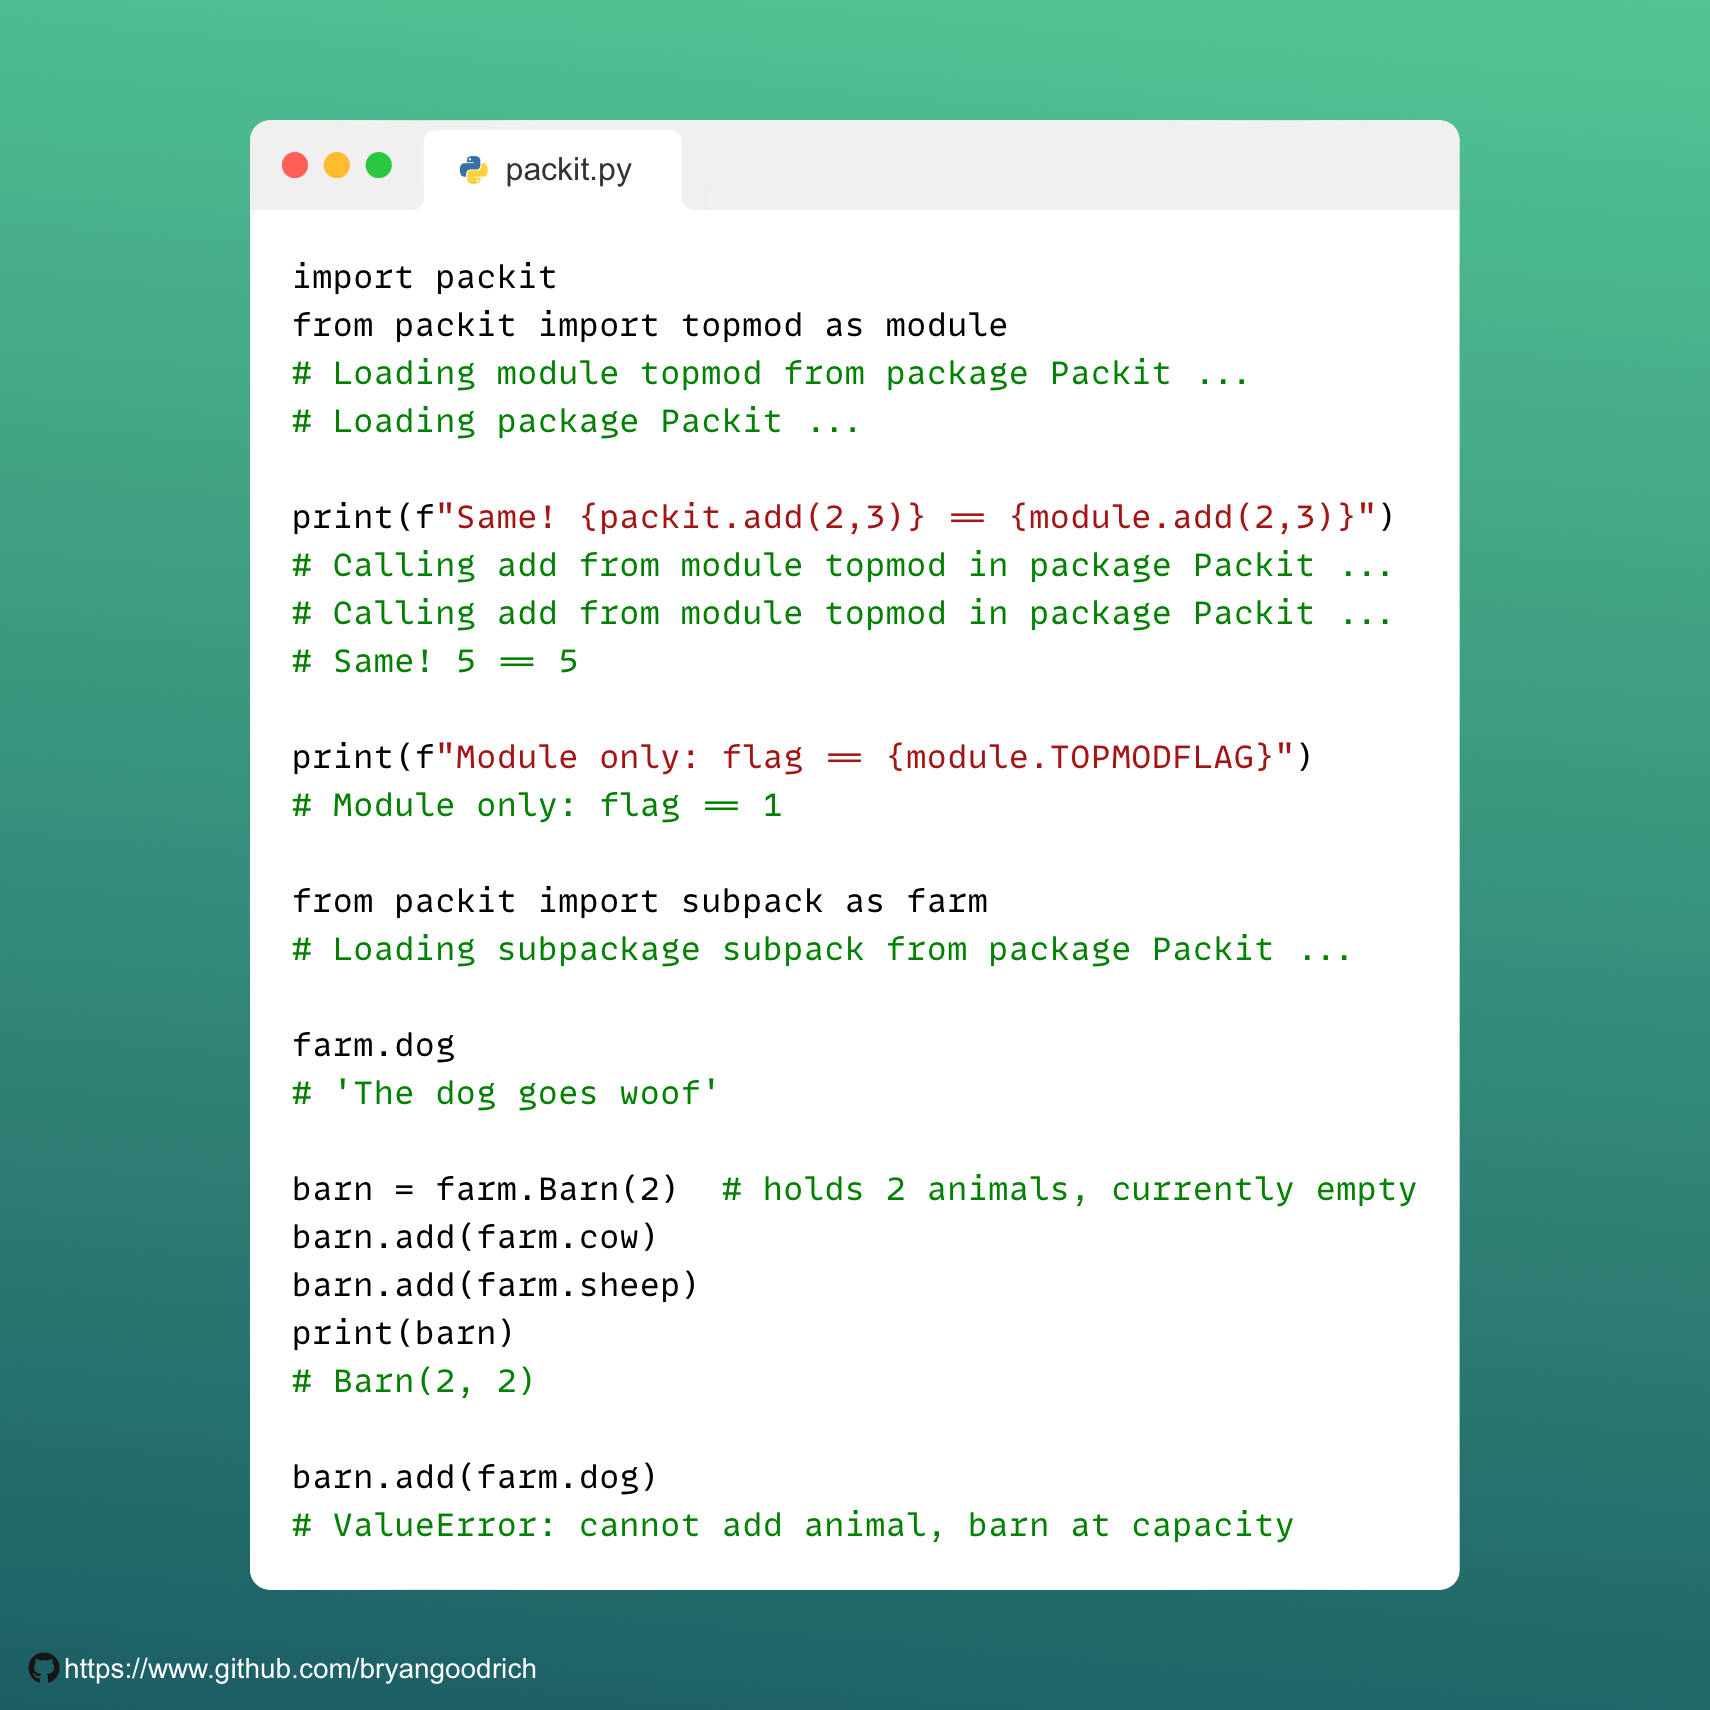 packit.py
import packit
from packit import topmod as module
# Loading module topmod from package Packit ...
# Loading package Packit ...
print(f"Same! {packit.add(2,3)} == {module.add(2,3)}")
# Calling add from module topmod in package Packit ...
# Calling add from module topmod in package Packit ...
# Same! 5 == 5
print(f"Module only: flag == {module.TOPMODFLAG}")
# Module only: flag == 1
from packit import subpack as farm
# Loading subpackage subpack from package Packit ...
farm.dog
# 'The dog goes woof'
barn = farm.Barn(2)  # holds 2 animals, currently empty
barn.add(farm.cow)
barn.add(farm.sheep)
print(barn)
# Barn(2, 2)
barn.add(farm.dog)
# ValueError: cannot add animal, barn at capacity
https://www.github.com/bryangoodrich